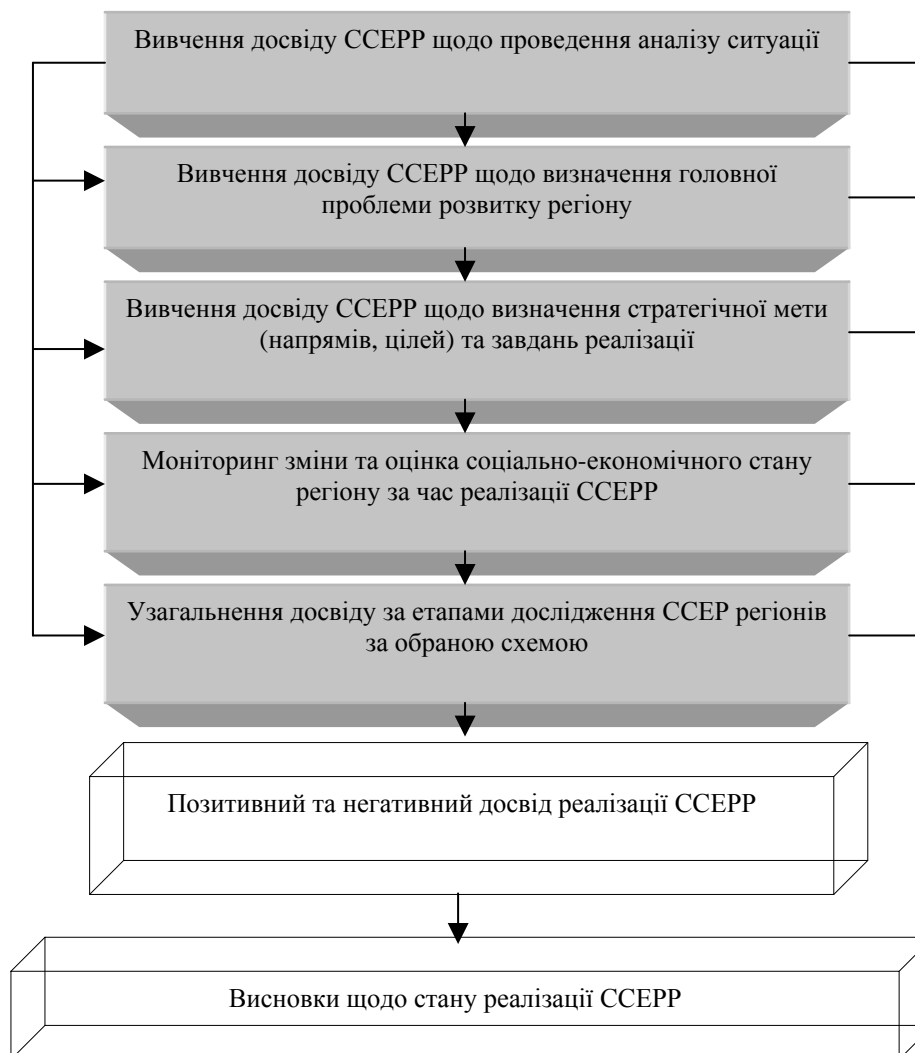 Вивчення досвіду ССЕРР щодо проведення аналізу ситуації
Вивчення досвіду ССЕРР щодо визначення головної
проблеми розвитку регіону
Вивчення досвіду ССЕРР щодо визначення стратегічної мети
(напрямів, цілей) та завдань реалізації
Моніторинг зміни та оцінка соціально-економічного стану
регіону за час реалізації ССЕРР
Узагальнення досвіду за етапами дослідження ССЕР регіонів
за обраною схемою
Позитивний та негативний досвід реалізації ССЕРР
Висновки щодо стану реалізації ССЕРР